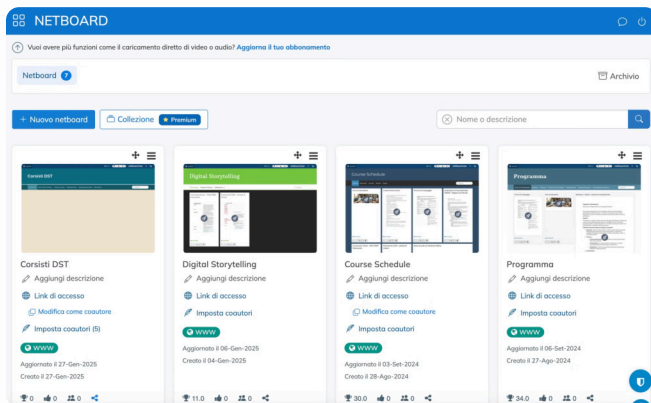 NETBOARD
Vuoi avere più funzioni come il caricamento diretto di video o audio? Aggiorna il tuo abbonamento
Netboard 7
Archivio
+ Nuovo netboard
Collezione
Premium
Nome o descrizione
Corsisti DST
Digital Storytelling
Course Schedule
Programma
Corsisti DST
Aggiungi descrizione
Link di accesso
Modifica come coautore
Imposta coautori (5)
www
Aggiornato il 27-Gen-2025
Creato il 27-Gen-2025
0 0 0
Digital Storytelling
Aggiungi descrizione
Link di accesso
Imposta coautori
www
Aggiornato il 06-Gen-2025
Creato il 04-Gen-2025
11.0 0 0
Course Schedule
Aggiungi descrizione
Link di accesso
Modifica come coautore
Imposta coautori
www
Aggiornato il 03-Set-2024
Creato il 28-Ago-2024
30.0 0 0
Programma
Aggiungi descrizione
Link di accesso
Imposta coautori
www
Aggiornato il 06-Set-2024
Creato il 27-Ago-2024
34.0 0 0